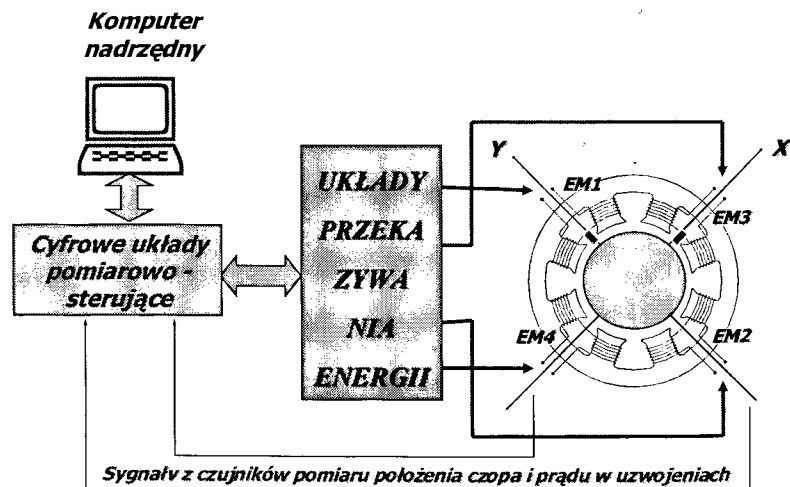 Komputer
nadrzędny
Cyfrowe układy
pomiarowo -
sterujące
UKŁADY
PRZEKA
ZYWA
NIA
ENERGII
Y
X
EM1
EM3
EM4
EM2
Sygnały z czujników pomiaru położenia czopa i prądu w uzwojeniach